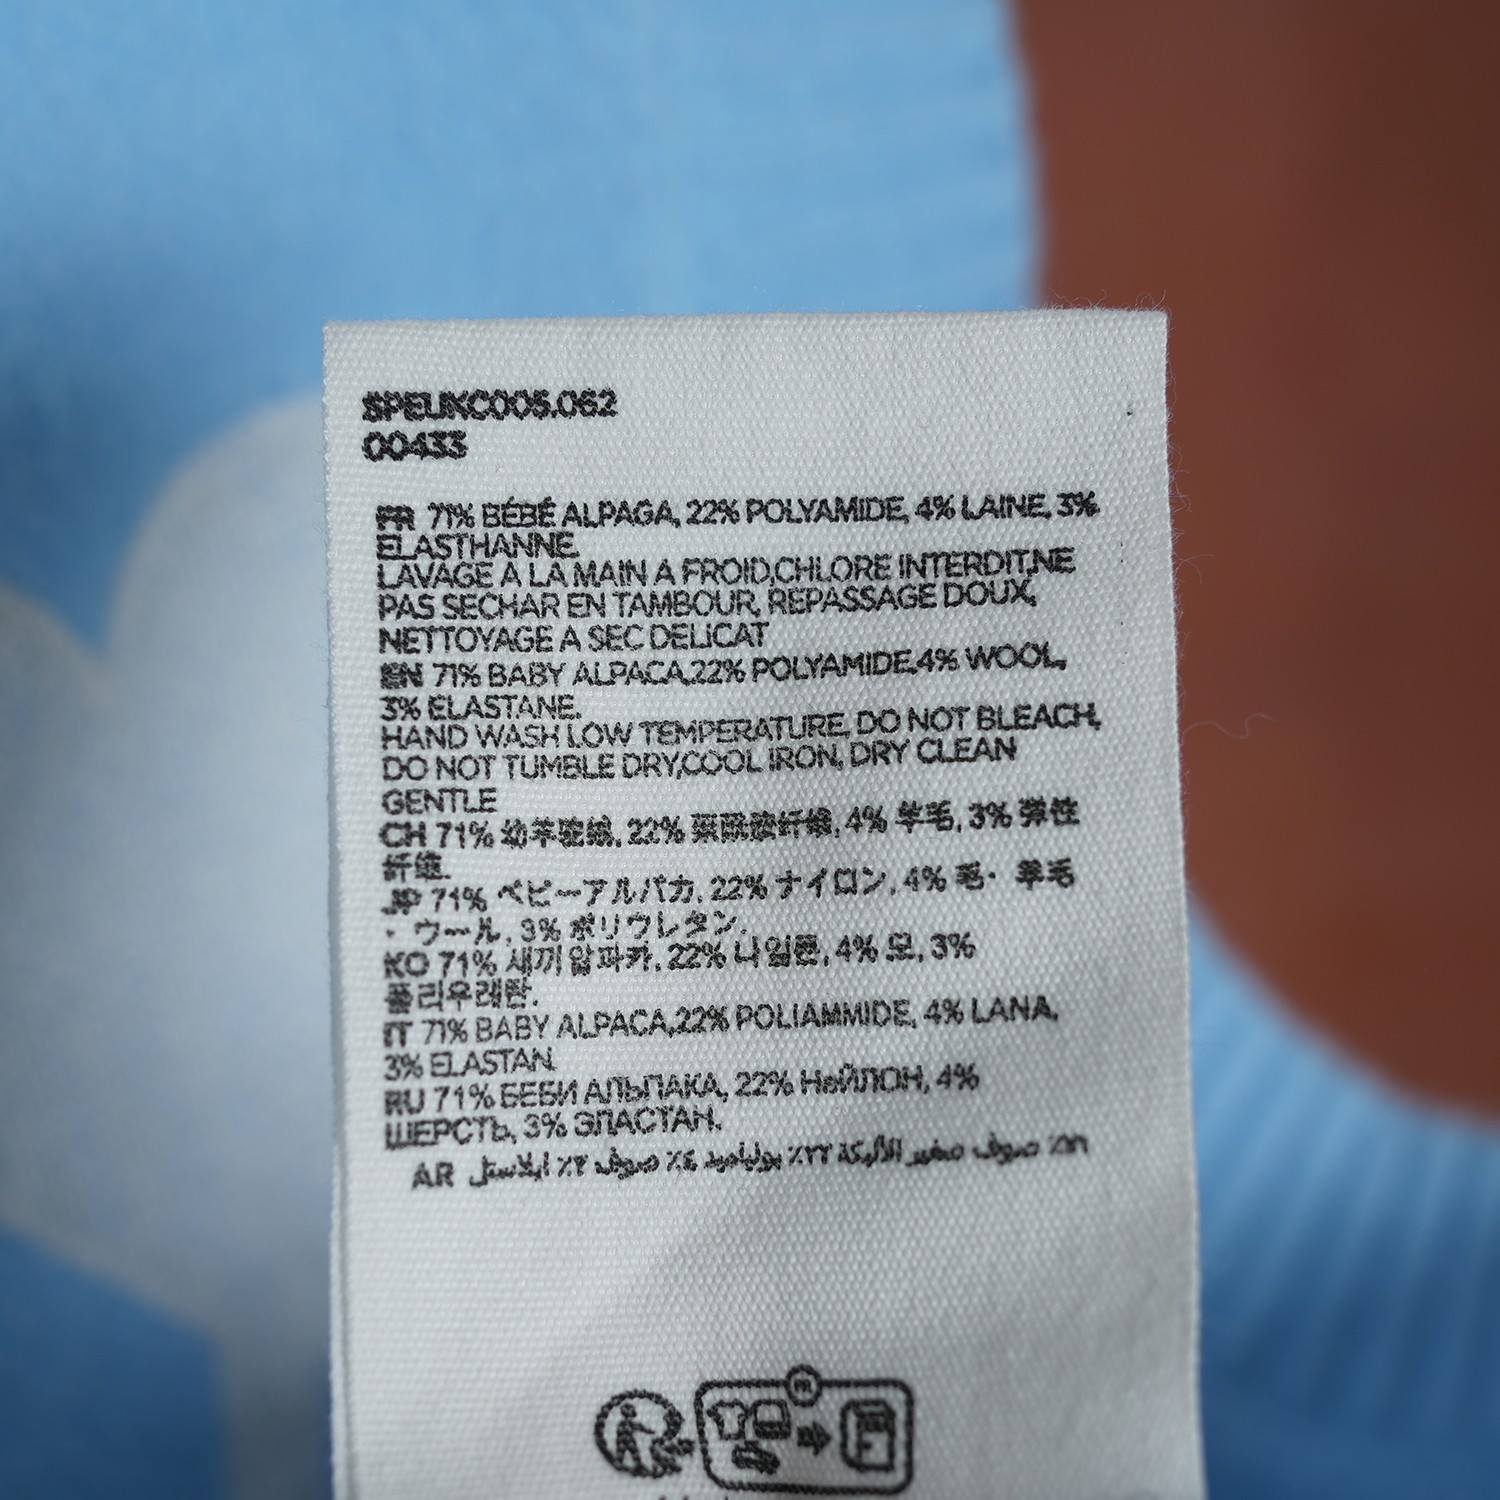 SPEUKC005.062
00433
FR 71% BÉBÉ ALPAGA, 22% POLYAMIDE, 4% LAINE, 3%
ELASTHANNE.
LAVAGE A LA MAIN A FROID,CHLORE INTERDIT,NE
PAS SECHAR EN TAMBOUR, REPASSAGE DOUX,
NETTOYAGE A SEC DELICAT
EN 71% BABY ALPACA,22% POLYAMIDE,4% WOOL,
3% ELASTANE.
HAND WASH LOW TEMPERATURE, DO NOT BLEACH,
DO NOT TUMBLE DRY,COOL IRON, DRY CLEAN
GENTLE
CH 71% 幼羊驼绒, 22% 聚酰胺纤维, 4% 羊毛, 3% 弹性
纤维.
JP 71% ベビーアルパカ, 22% ナイロン, 4% 毛・羊毛
・ウール, 3% ポリウレタン.
KO 71% 새끼 알파카, 22% 나일론, 4% 모, 3%
폴리우레탄.
IT 71% BABY ALPACA,22% POLIAMMIDE, 4% LANA,
3% ELASTAN.
RU 71% БЕБИ АЛЬПАКА, 22% НейЛОН, 4%
ШЕРСТЬ, 3% ЭЛАСТАН.
AR